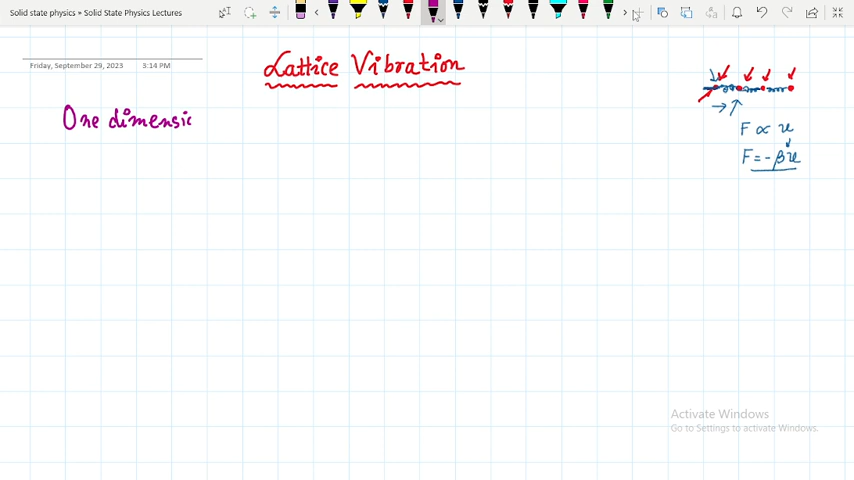 Solid state physics » Solid State Physics Lectures
Friday, September 29, 2023 3:14 PM
Lattice Vibration
One dimensic
F ∝ x
F = - βx
Activate Windows
Go to Settings to activate Windows.